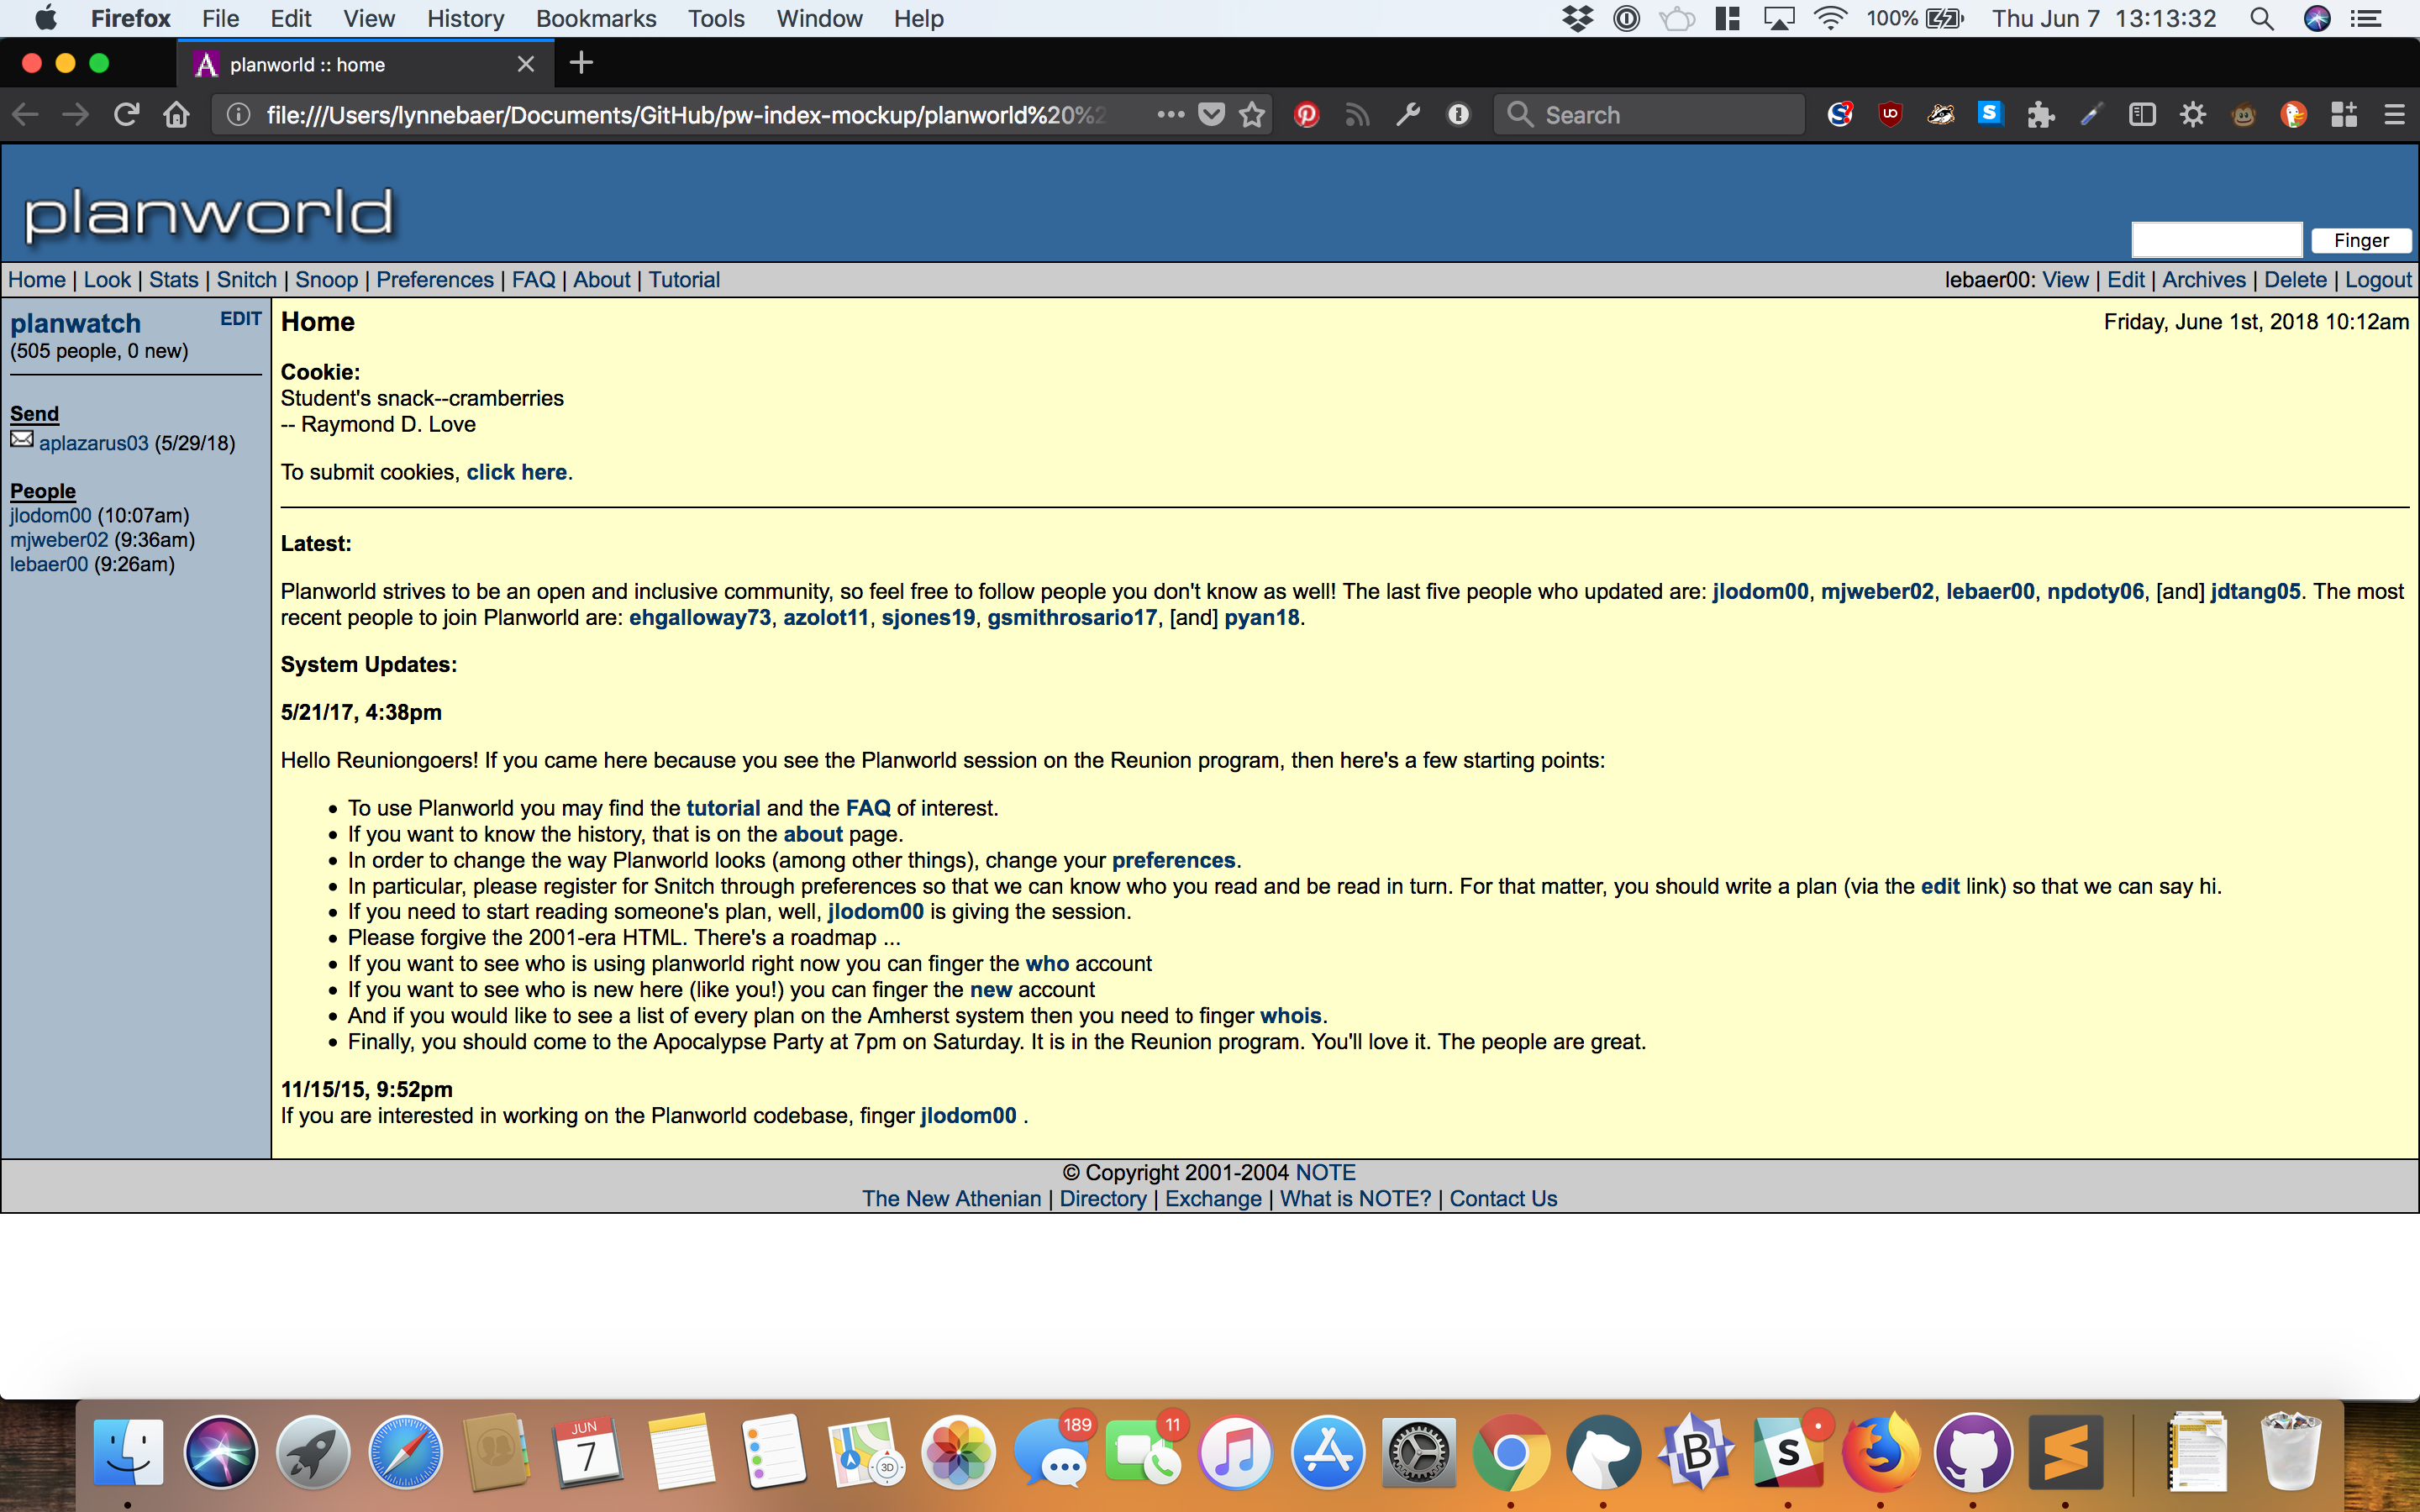 Firefox File Edit View History Bookmarks Tools Window Help 100% Thu Jun 7 13:13:32
planworld :: home
file:///Users/lynnebaer/Documents/GitHub/pw-index-mockup/planworld%20%2 Search
planworld
Finger
Home | Look | Stats | Snitch | Snoop | Preferences | FAQ | About | Tutorial lebaer00: View | Edit | Archives | Delete | Logout
planwatch EDIT
(505 people, 0 new)
Send
aplazarus03 (5/29/18)
People
jlodom00 (10:07am)
mjweber02 (9:36am)
lebaer00 (9:26am)
Home Friday, June 1st, 2018 10:12am
Cookie:
Student's snack--cramberries
-- Raymond D. Love
To submit cookies, click here.
Latest:
Planworld strives to be an open and inclusive community, so feel free to follow people you don't know as well! The last five people who updated are: jlodom00, mjweber02, lebaer00, npdoty06, [and] jdtang05. The most
recent people to join Planworld are: ehgalloway73, azolot11, sjones19, gsmithrosario17, [and] pyan18.
System Updates:
5/21/17, 4:38pm
Hello Reuniongoers! If you came here because you see the Planworld session on the Reunion program, then here's a few starting points:
• To use Planworld you may find the tutorial and the FAQ of interest.
• If you want to know the history, that is on the about page.
• In order to change the way Planworld looks (among other things), change your preferences.
• In particular, please register for Snitch through preferences so that we can know who you read and be read in turn. For that matter, you should write a plan (via the edit link) so that we can say hi.
• If you need to start reading someone's plan, well, jlodom00 is giving the session.
• Please forgive the 2001-era HTML. There's a roadmap ...
• If you want to see who is using planworld right now you can finger the who account
• If you want to see who is new here (like you!) you can finger the new account
• And if you would like to see a list of every plan on the Amherst system then you need to finger whois.
• Finally, you should come to the Apocalypse Party at 7pm on Saturday. It is in the Reunion program. You'll love it. The people are great.
11/15/15, 9:52pm
If you are interested in working on the Planworld codebase, finger jlodom00 .
© Copyright 2001-2004 NOTE
The New Athenian | Directory | Exchange | What is NOTE? | Contact Us
JUN
7
3D
189
11
B
S